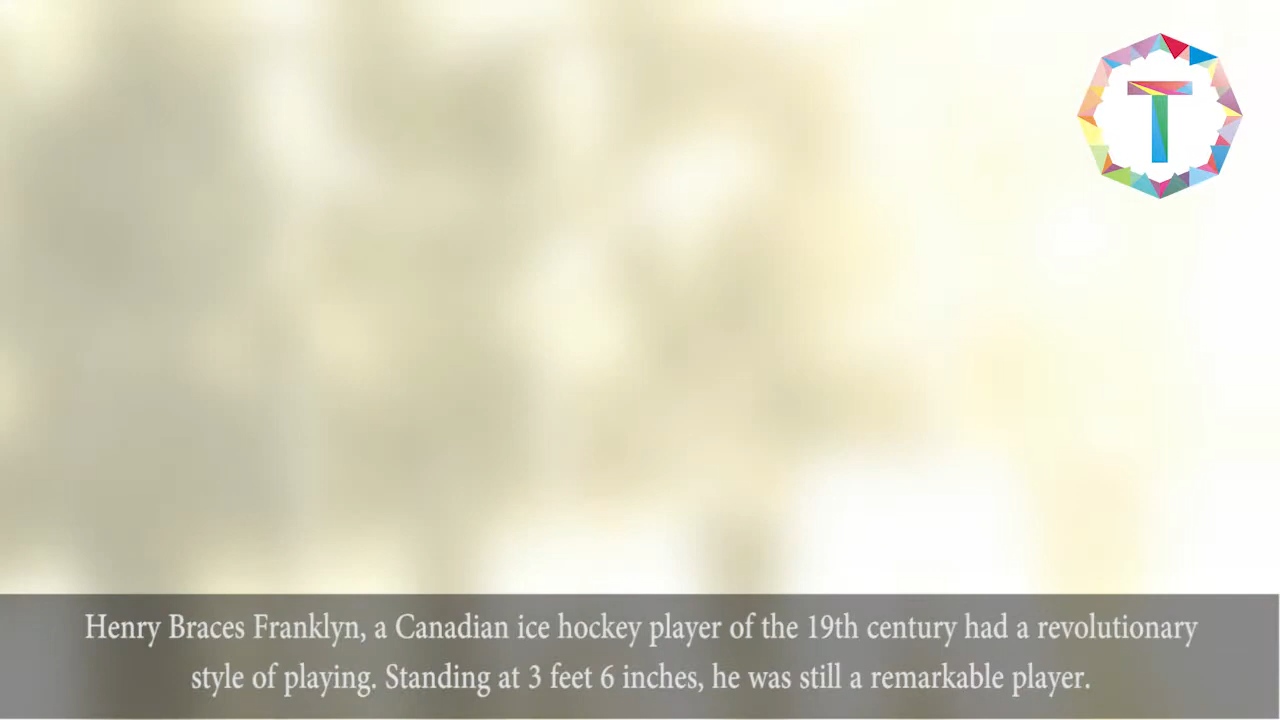 T
Henry Braces Franklyn, a Canadian ice hockey player of the 19th century had a revolutionary
style of playing. Standing at 3 feet 6 inches, he was still a remarkable player.